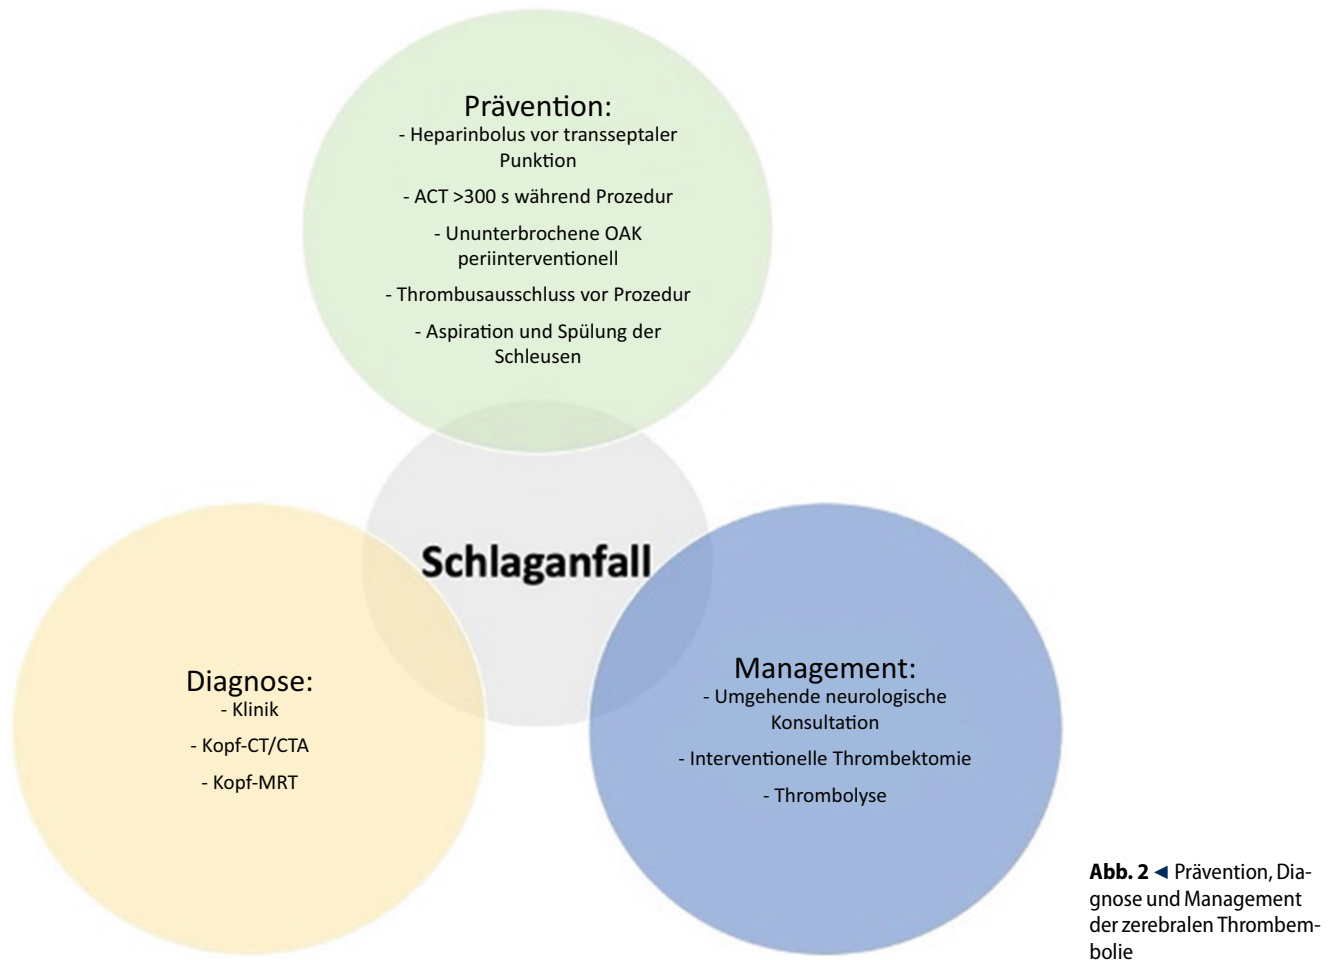 Prävention:
- Heparinbolus vor transseptaler
Punktion
- ACT >300 s während Prozedur
- Ununterbrochene OAK
periinterventionell
- Thrombusausschluss vor Prozedur
- Aspiration und Spülung der
Schleusen
Schlaganfall
Diagnose:
- Klinik
- Kopf-CT/CTA
- Kopf-MRT
Management:
- Umgehende neurologische
Konsultation
- Interventionelle Thrombektomie
- Thrombolyse
Abb. 2 ◄ Prävention, Dia-
gnose und Management
der zerebralen Thrombem-
bolie